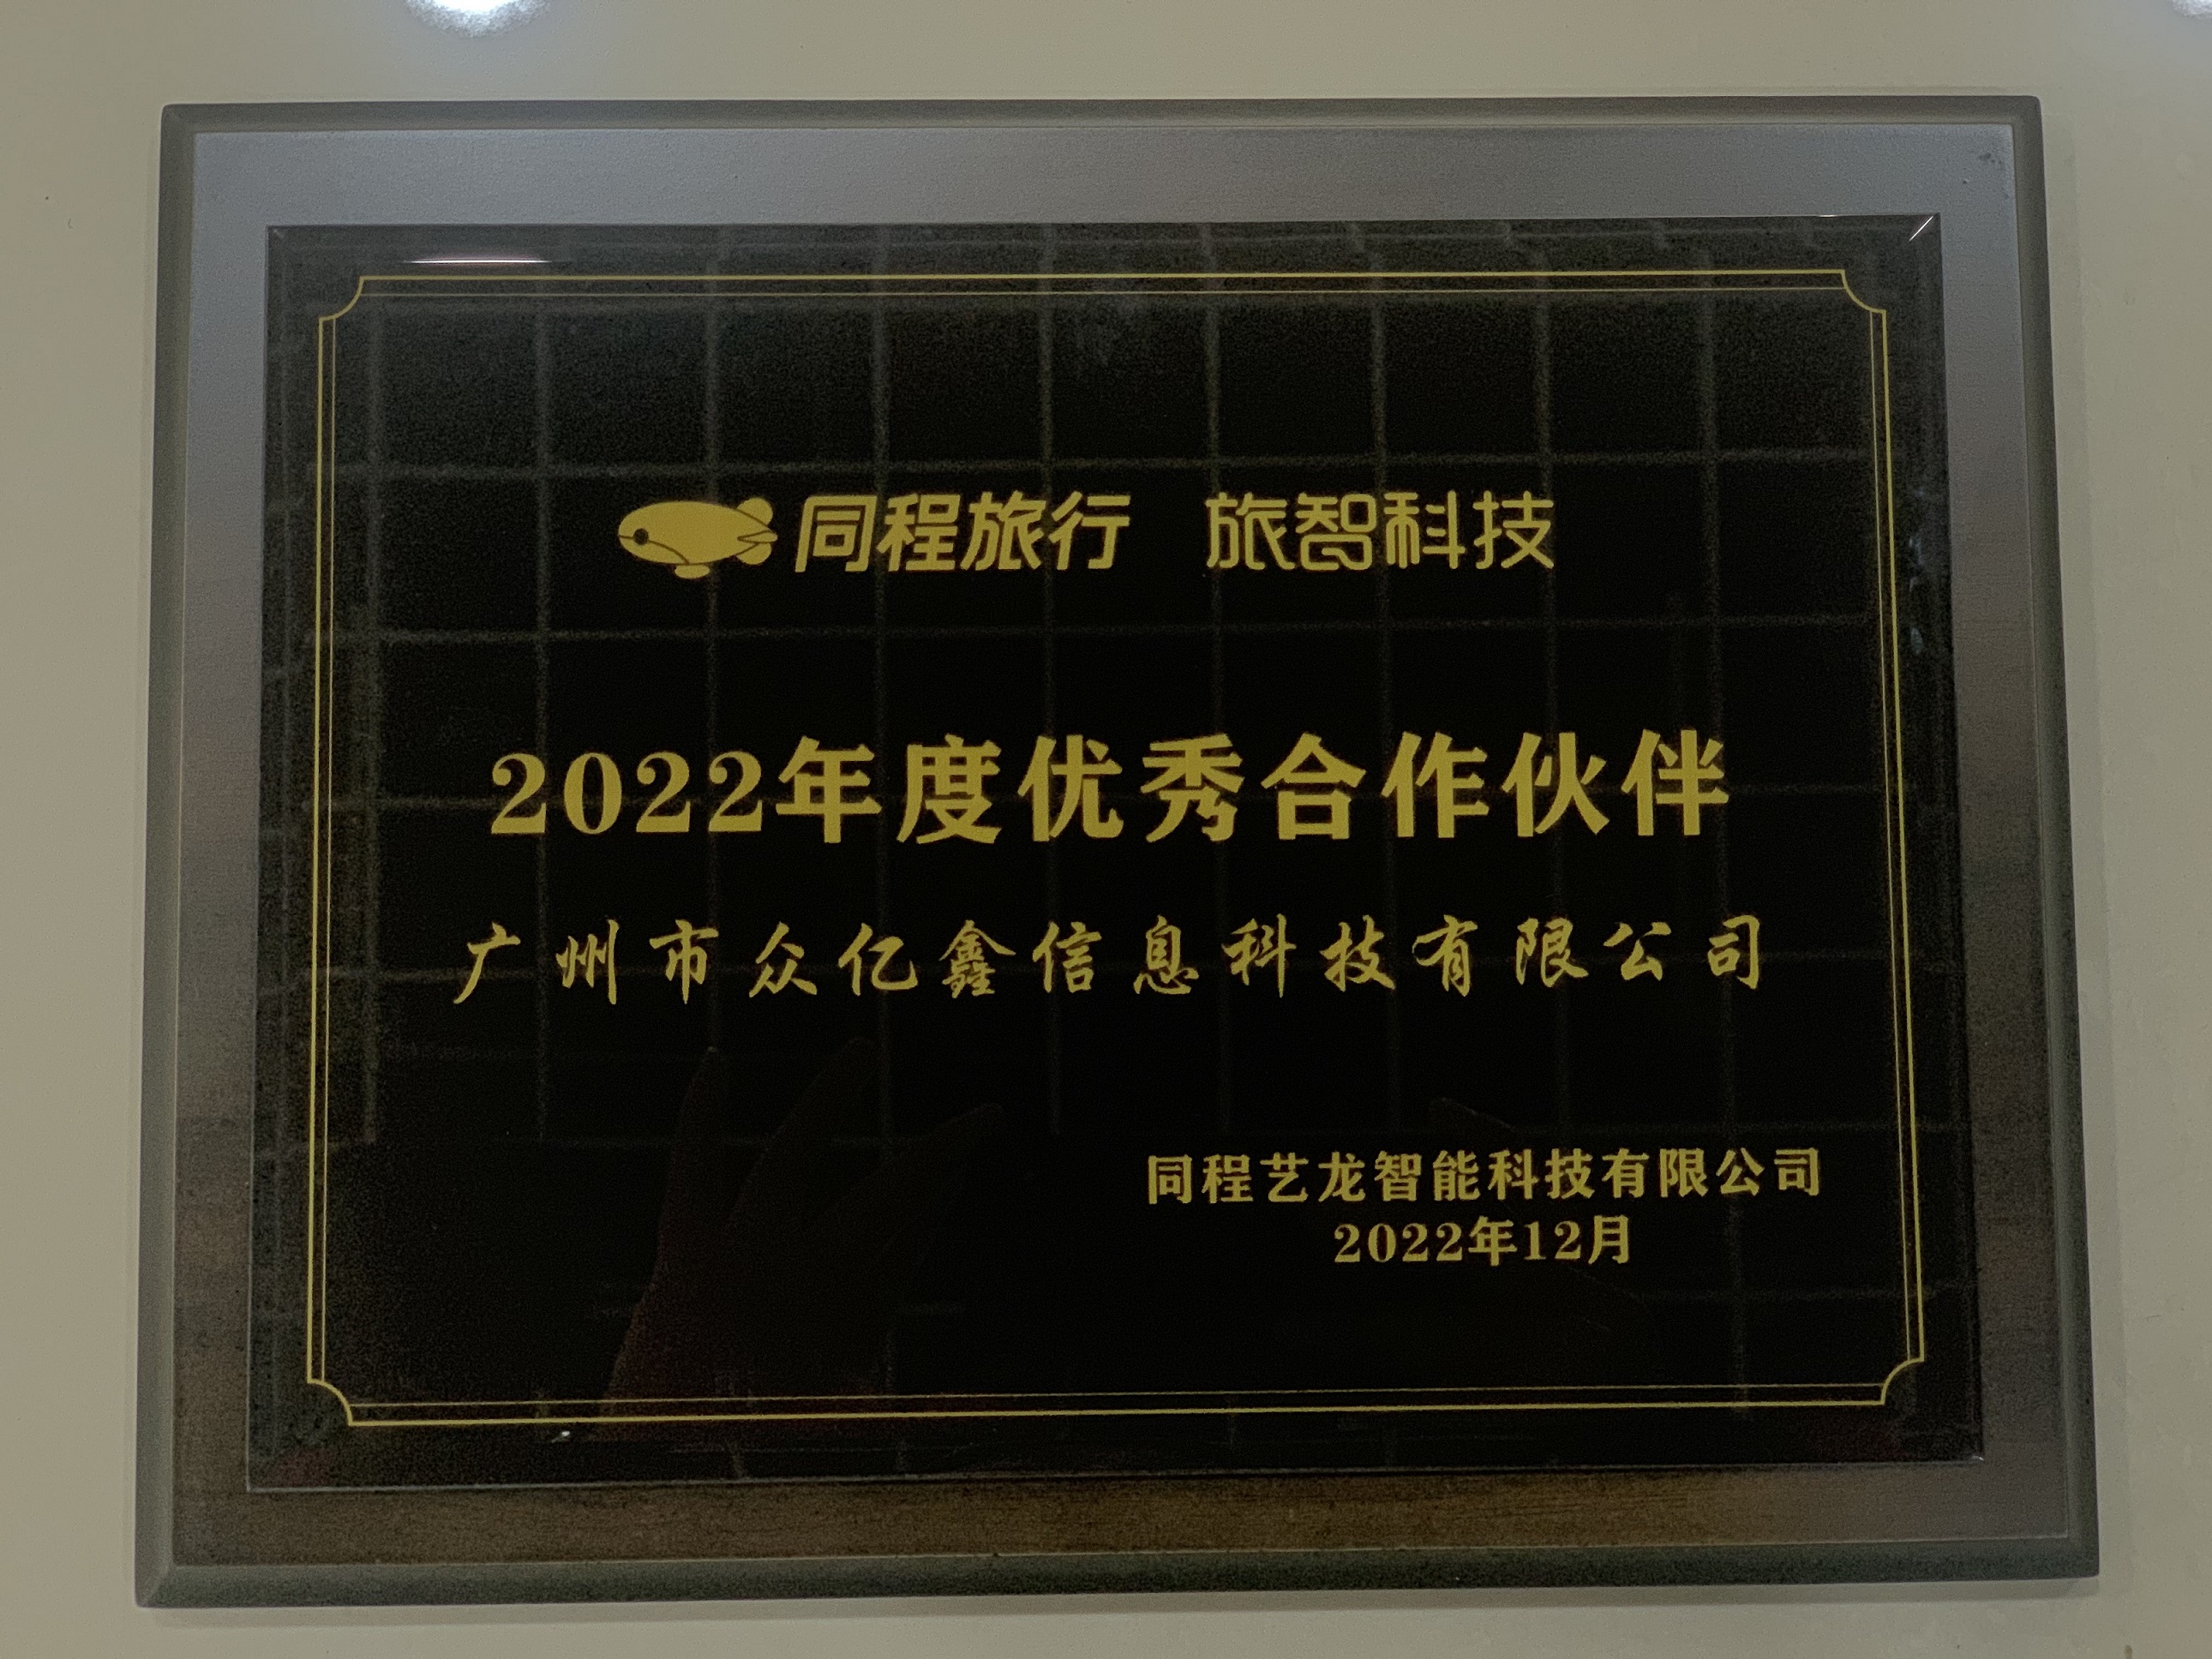 同程旅行 旅智科技
2022年度优秀合作伙伴
广州市众亿鑫信息科技有限公司
同程艺龙智能科技有限公司
2022年12月